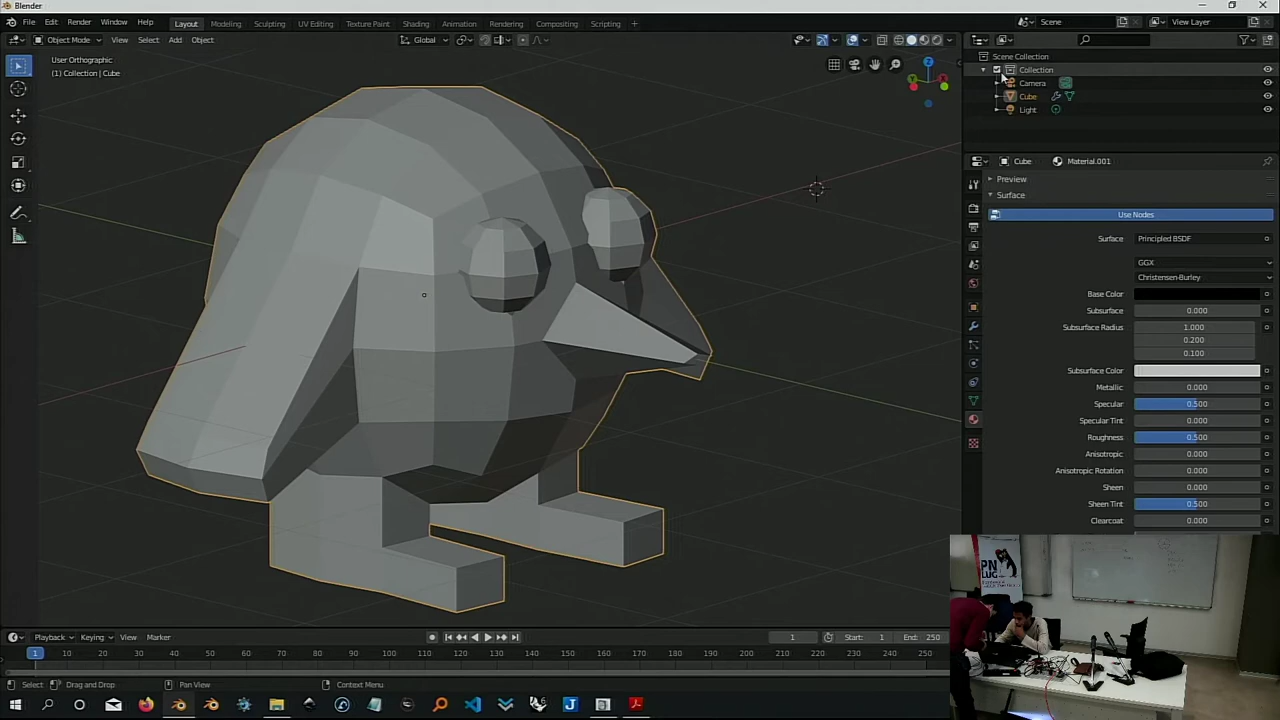 Blender
File Edit Render Window Help
Layout Modeling Sculpting UV Editing Texture Paint Shading Animation Rendering Compositing Scripting +
Scene
View Layer
Object Mode View Select Add Object
Global
User Orthographic
(1) Collection | Cube
X
Z
Scene Collection
Collection
Camera
Cube
Light
Cube Material.001
Preview
Surface
Use Nodes
Surface Principled BSDF
GGX
Christensen-Burley
Base Color
Subsurface 0.000
Subsurface Radius 1.000
0.200
0.100
Subsurface Color
Metallic 0.000
Specular 0.500
Specular Tint 0.000
Roughness 0.500
Anisotropic 0.000
Anisotropic Rotation 0.000
Sheen 0.000
Sheen Tint 0.500
Clearcoat 0.000
PN
LUG
Playback Keying View Marker
1 Start: 1 End: 250
1 10 20 30 40 50 60 70 80 90 100 110 120 130 140 150 160 170 180 190 200 210 220 230 240 250
Select Drag and Drop Pan View Context Menu